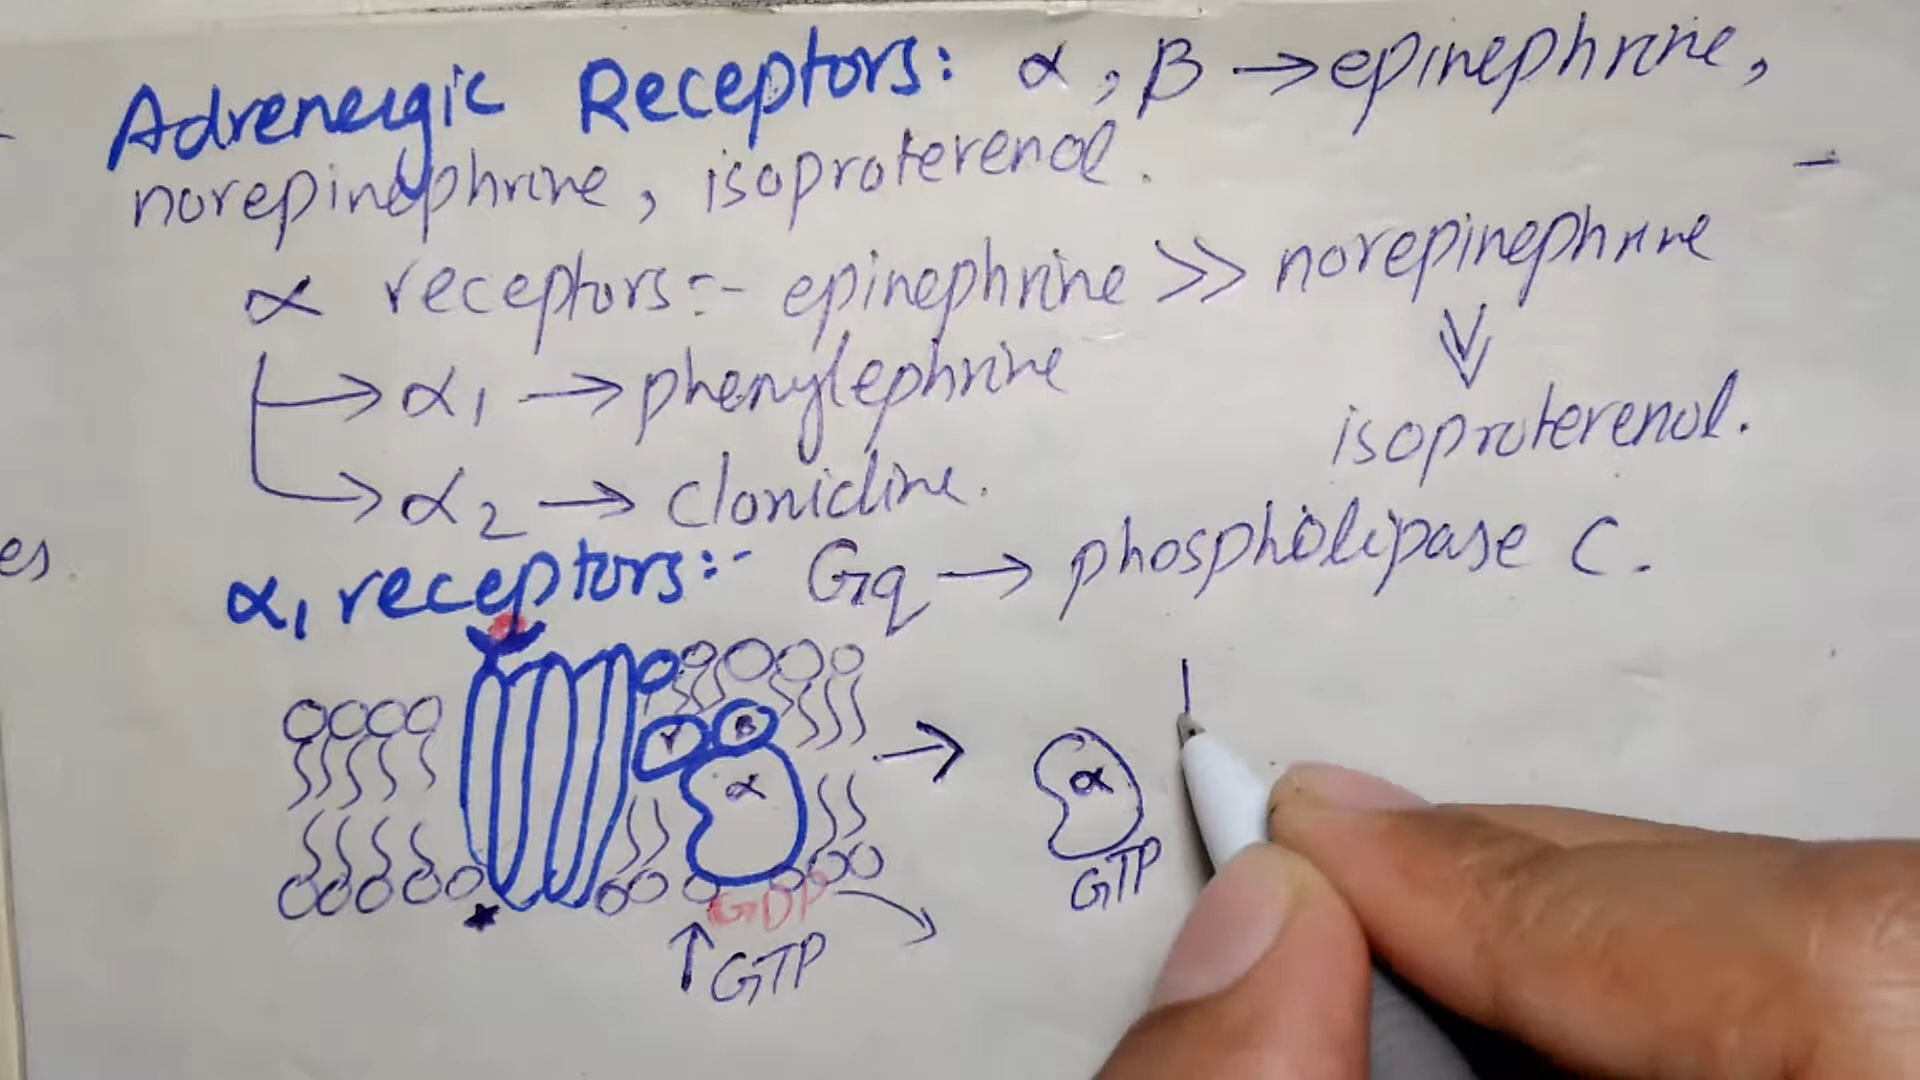 Adrenergic Receptors: α, β → epinephrine,
norepinephrine, isoproterenol.
α receptors:- epinephrine >> norepinephrine
>>
isoproterenol.
→ α1 → phenylephrine
→ α2 → clonidine.
es.
α1 receptors:- Gq → phospholipase C.
γ β
α
→
α
GTP
GDP
↑ GTP